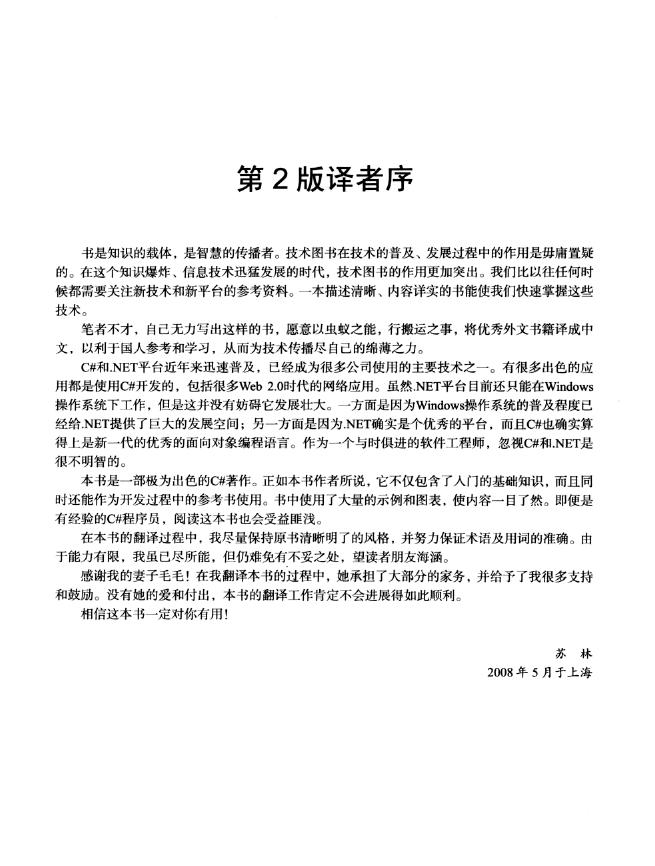 第 2 版译者序
书是知识的载体，是智慧的传播者。技术图书在技术的普及、发展过程中的作用是毋庸置疑
的。在这个知识爆炸、信息技术迅猛发展的时代，技术图书的作用更加突出。我们比以往任何时
候都需要关注新技术和新平台的参考资料。一本描述清晰、内容详实的书能使我们快速掌握这些
技术。
笔者不才，自己无力写出这样的书，愿意以虫蚁之能，行搬运之事，将优秀外文书籍译成中
文，以利于国人参考和学习，从而为技术传播尽自己的绵薄之力。
C#和.NET平台近年来迅速普及，已经成为很多公司使用的主要技术之一。有很多出色的应
用都是使用C#开发的，包括很多Web 2.0时代的网络应用。虽然.NET平台目前还只能在Windows
操作系统下工作，但是这并没有妨碍它发展壮大。一方面是因为Windows操作系统的普及程度已
经给.NET提供了巨大的发展空间；另一方面是因为.NET确实是个优秀的平台，而且C#也确实算
得上是新一代的优秀的面向对象编程语言。作为一个与时俱进的软件工程师，忽视C#和.NET是
很不明智的。
本书是一部极为出色的C#著作。正如本书作者所说，它不仅包含了入门的基础知识，而且同
时还能作为开发过程中的参考书使用。书中使用了大量的示例和图表，使内容一目了然。即便是
有经验的C#程序员，阅读这本书也会受益匪浅。
在本书的翻译过程中，我尽量保持原书清晰明了的风格，并努力保证术语及用词的准确。由
于能力有限，我虽已尽所能，但仍难免有不妥之处，望读者朋友海涵。
感谢我的妻子毛毛！在我翻译本书的过程中，她承担了大部分的家务，并给予了我很多支持
和鼓励。没有她的爱和付出，本书的翻译工作肯定不会进展得如此顺利。
相信这本书一定对你有用！
苏　林
2008 年 5 月于上海